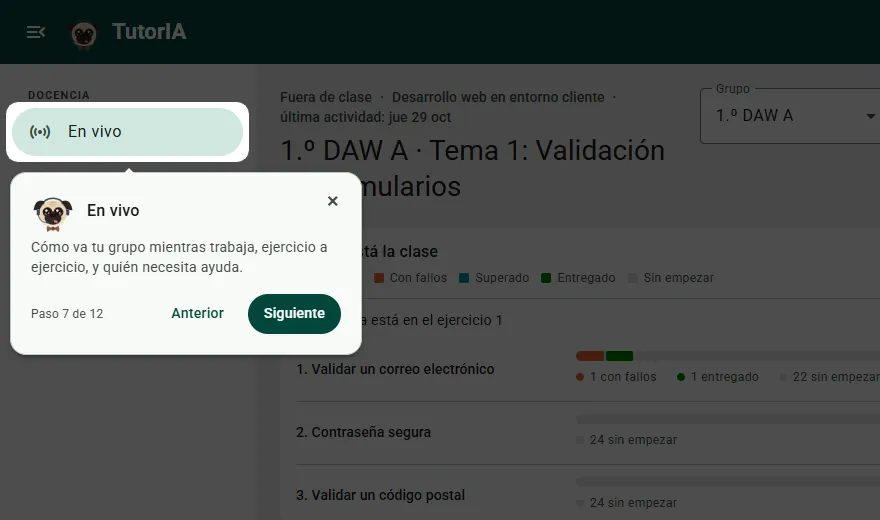 TutorIA
DOCENCIA
En vivo
Fuera de clase · Desarrollo web en entorno cliente ·
última actividad: jue 29 oct
1.º DAW A · Tema 1: Validación
Grupo
1.º DAW A
En vivo
Cómo va tu grupo mientras trabaja, ejercicio a
ejercicio, y quién necesita ayuda.
Paso 7 de 12
Anterior
Siguiente
la clase
Con fallos
Superado
Entregado
Sin empezar
está en el ejercicio 1
1. Validar un correo electrónico
1 con fallos
1 entregado
22 sin empezar
2. Contraseña segura
24 sin empezar
3. Validar un código postal
24 sin empezar